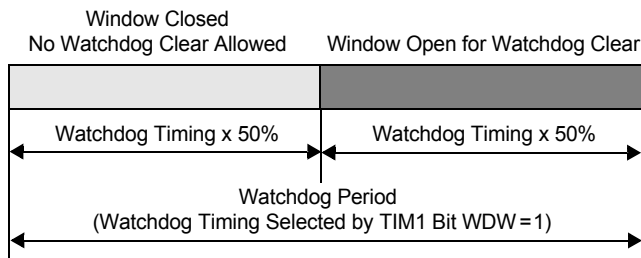 Window Closed
No Watchdog Clear Allowed
Window Open for Watchdog Clear
Watchdog Timing x 50%
Watchdog Timing x 50%
Watchdog Period
(Watchdog Timing Selected by TIM1 Bit WDW = 1)